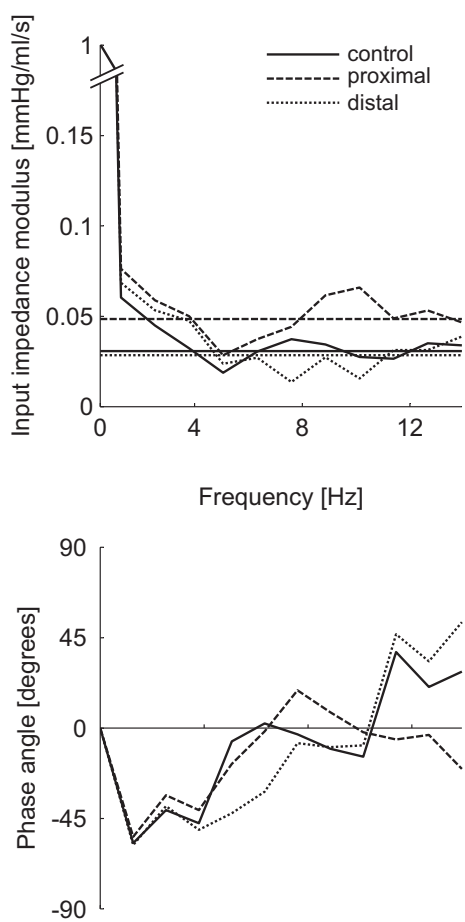 Input impedance modulus [mmHg/ml/s]
1
0.15
0.1
0.05
0
control
proximal
distal
0 4 8 12
Frequency [Hz]
Phase angle [degrees]
90
45
0
-45
-90